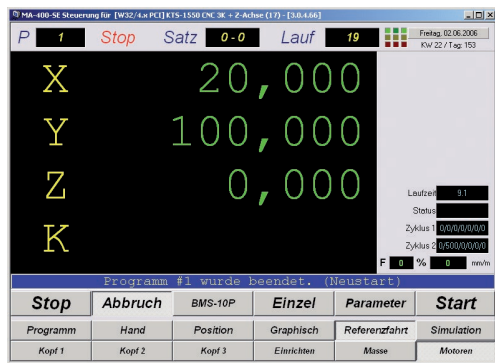 MA-400-SE Steuerung für [W32/4.x PCI] KTS-1550 CNC 3K + Z-Achse (17) - [3.0.4.66]
P 1 Stop Satz 0-0 Lauf 19
Freitag, 02.06.2006
KW 22 / Tag: 153
X 20,000
Y 100,000
Z 0,000
K
Laufzeit 9.1
Status
Zyklus 1 0/0/0/0/0/0
Zyklus 2 0/500/0/0/0/0
F 0 % 0 mm/m
Programm #1 wurde beendet. (Neustart)
Stop Abbruch BMS-10P Einzel Parameter Start
Programm Hand Position Graphisch Referenzfahrt Simulation
Kopf 1 Kopf 2 Kopf 3 Einrichten Masse Motoren